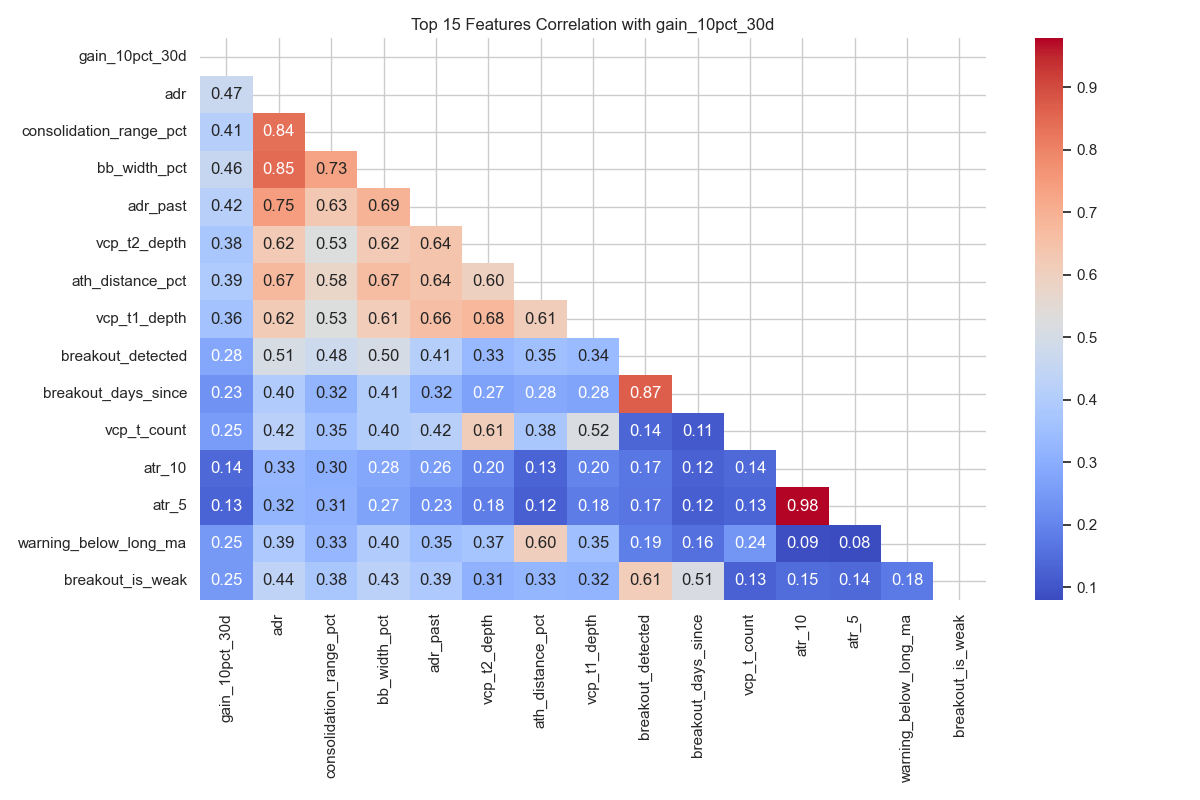 Top 15 Features Correlation with gain_10pct_30d
gain_10pct_30d
adr 0.47
consolidation_range_pct 0.41 0.84
bb_width_pct 0.46 0.85 0.73
adr_past 0.42 0.75 0.63 0.69
vcp_t2_depth 0.38 0.62 0.53 0.62 0.64
ath_distance_pct 0.39 0.67 0.58 0.67 0.64 0.60
vcp_t1_depth 0.36 0.62 0.53 0.61 0.66 0.68 0.61
breakout_detected 0.28 0.51 0.48 0.50 0.41 0.33 0.35 0.34
breakout_days_since 0.23 0.40 0.32 0.41 0.32 0.27 0.28 0.28 0.87
vcp_t_count 0.25 0.42 0.35 0.40 0.42 0.61 0.38 0.52 0.14 0.11
atr_10 0.14 0.33 0.30 0.28 0.26 0.20 0.13 0.20 0.17 0.12 0.14
atr_5 0.13 0.32 0.31 0.27 0.23 0.18 0.12 0.18 0.17 0.12 0.13 0.98
warning_below_long_ma 0.25 0.39 0.33 0.40 0.35 0.37 0.60 0.35 0.19 0.16 0.24 0.09 0.08
breakout_is_weak 0.25 0.44 0.38 0.43 0.39 0.31 0.33 0.32 0.61 0.51 0.13 0.15 0.14 0.18
gain_10pct_30d
adr
consolidation_range_pct
bb_width_pct
adr_past
vcp_t2_depth
ath_distance_pct
vcp_t1_depth
breakout_detected
breakout_days_since
vcp_t_count
atr_10
atr_5
warning_below_long_ma
breakout_is_weak
0.9
0.8
0.7
0.6
0.5
0.4
0.3
0.2
0.1